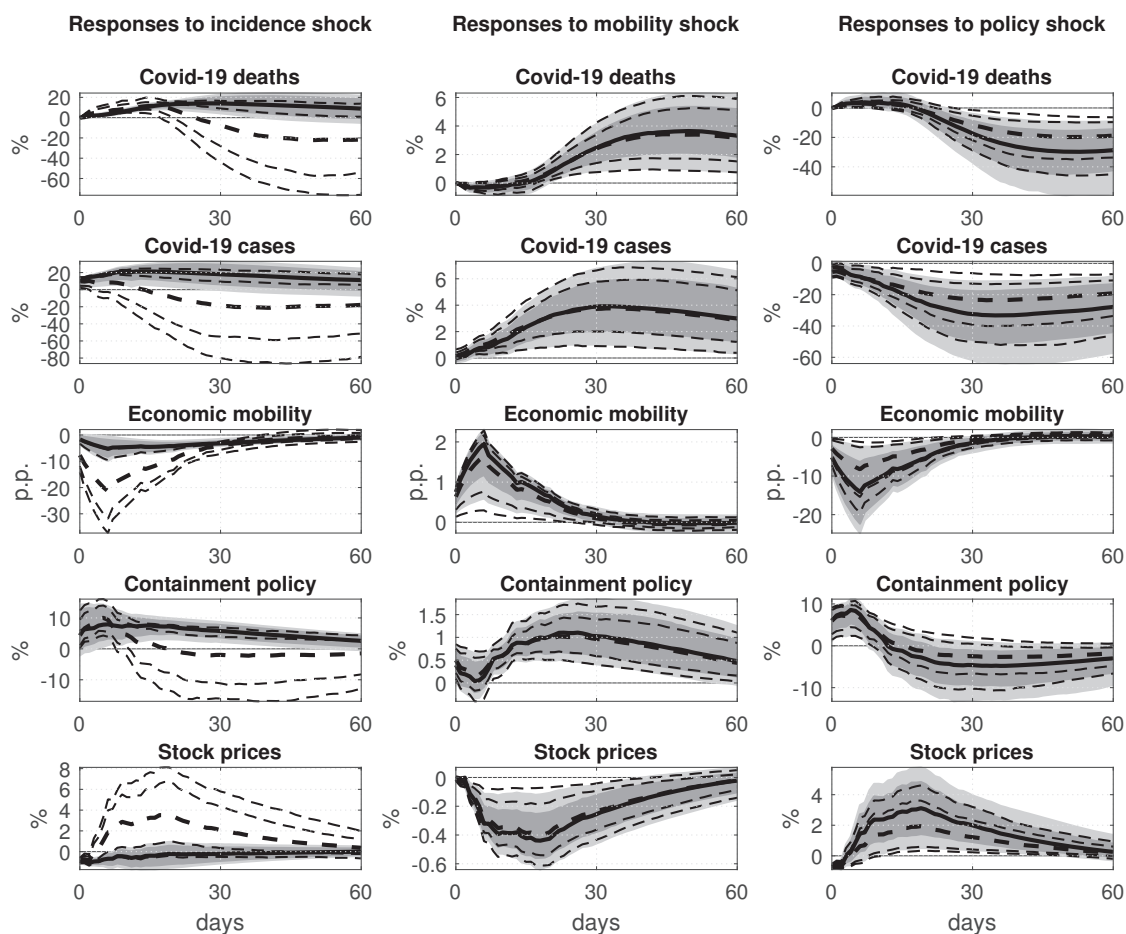 Responses to incidence shock Responses to mobility shock Responses to policy shock
Covid-19 deaths Covid-19 deaths Covid-19 deaths
20 6 0
0 4 -20
-20 2 -40
-40 0
-60
% % %
0 30 60 0 30 60 0 30 60
Covid-19 cases Covid-19 cases Covid-19 cases
20 6 0
0 4 -20
-20 2 -40
-40 0 -60
-60
-80
% % %
0 30 60 0 30 60 0 30 60
Economic mobility Economic mobility Economic mobility
0 2 0
-10 1 -10
-20 0 -20
-30
p.p. p.p. p.p.
0 30 60 0 30 60 0 30 60
Containment policy Containment policy Containment policy
10 1.5 10
0 1 0
-10 0.5 -10
0
% % %
0 30 60 0 30 60 0 30 60
Stock prices Stock prices Stock prices
8 0 4
6 -0.2 2
4 -0.4 0
2 -0.6
0
% % %
0 30 60 0 30 60 0 30 60
days days days